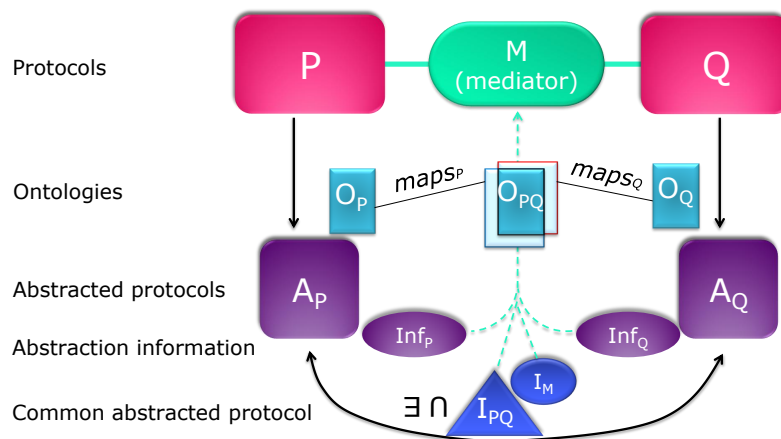 Protocols
P
M
(mediator)
Q
Ontologies
O_P
maps_P
O_PQ
maps_Q
O_Q
Abstracted protocols
A_P
A_Q
Abstraction information
Inf_P
Inf_Q
Common abstracted protocol
∃ ∩
I_PQ
I_M